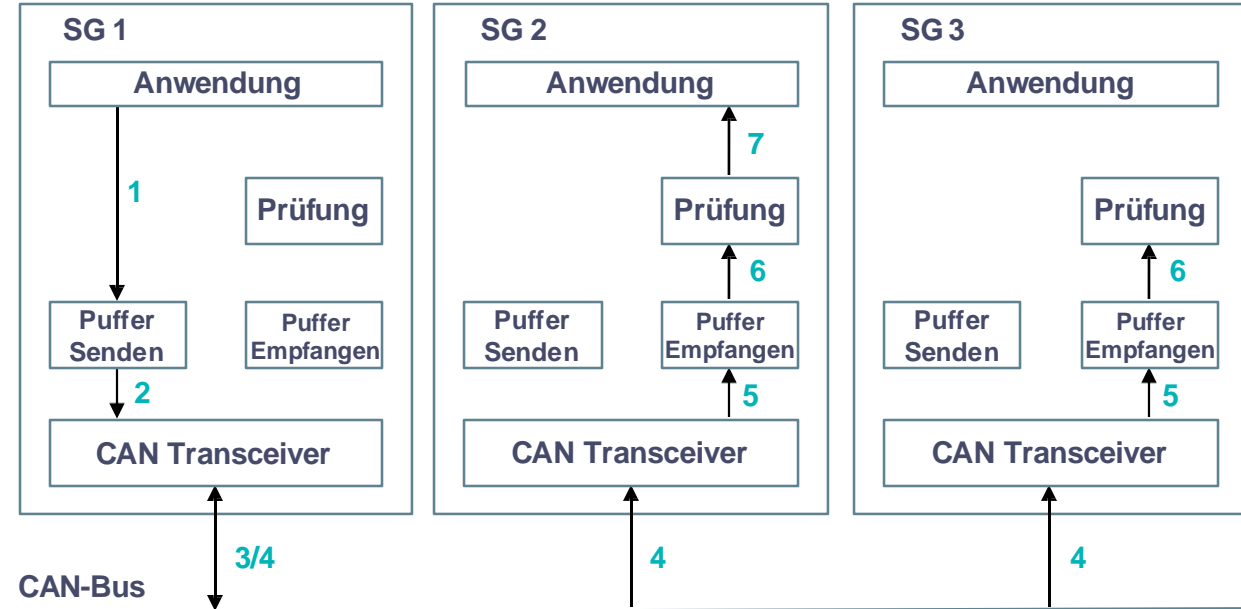 SG 1
Anwendung
1
Prüfung
Puffer
Senden
Puffer
Empfangen
2
CAN Transceiver
3/4
SG 2
Anwendung
7
Prüfung
6
Puffer
Senden
Puffer
Empfangen
5
CAN Transceiver
4
SG 3
Anwendung
Prüfung
6
Puffer
Senden
Puffer
Empfangen
5
CAN Transceiver
4
CAN-Bus